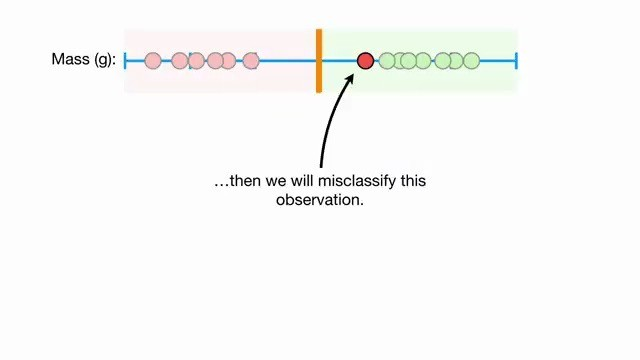 Mass (g):
…then we will misclassify this
observation.